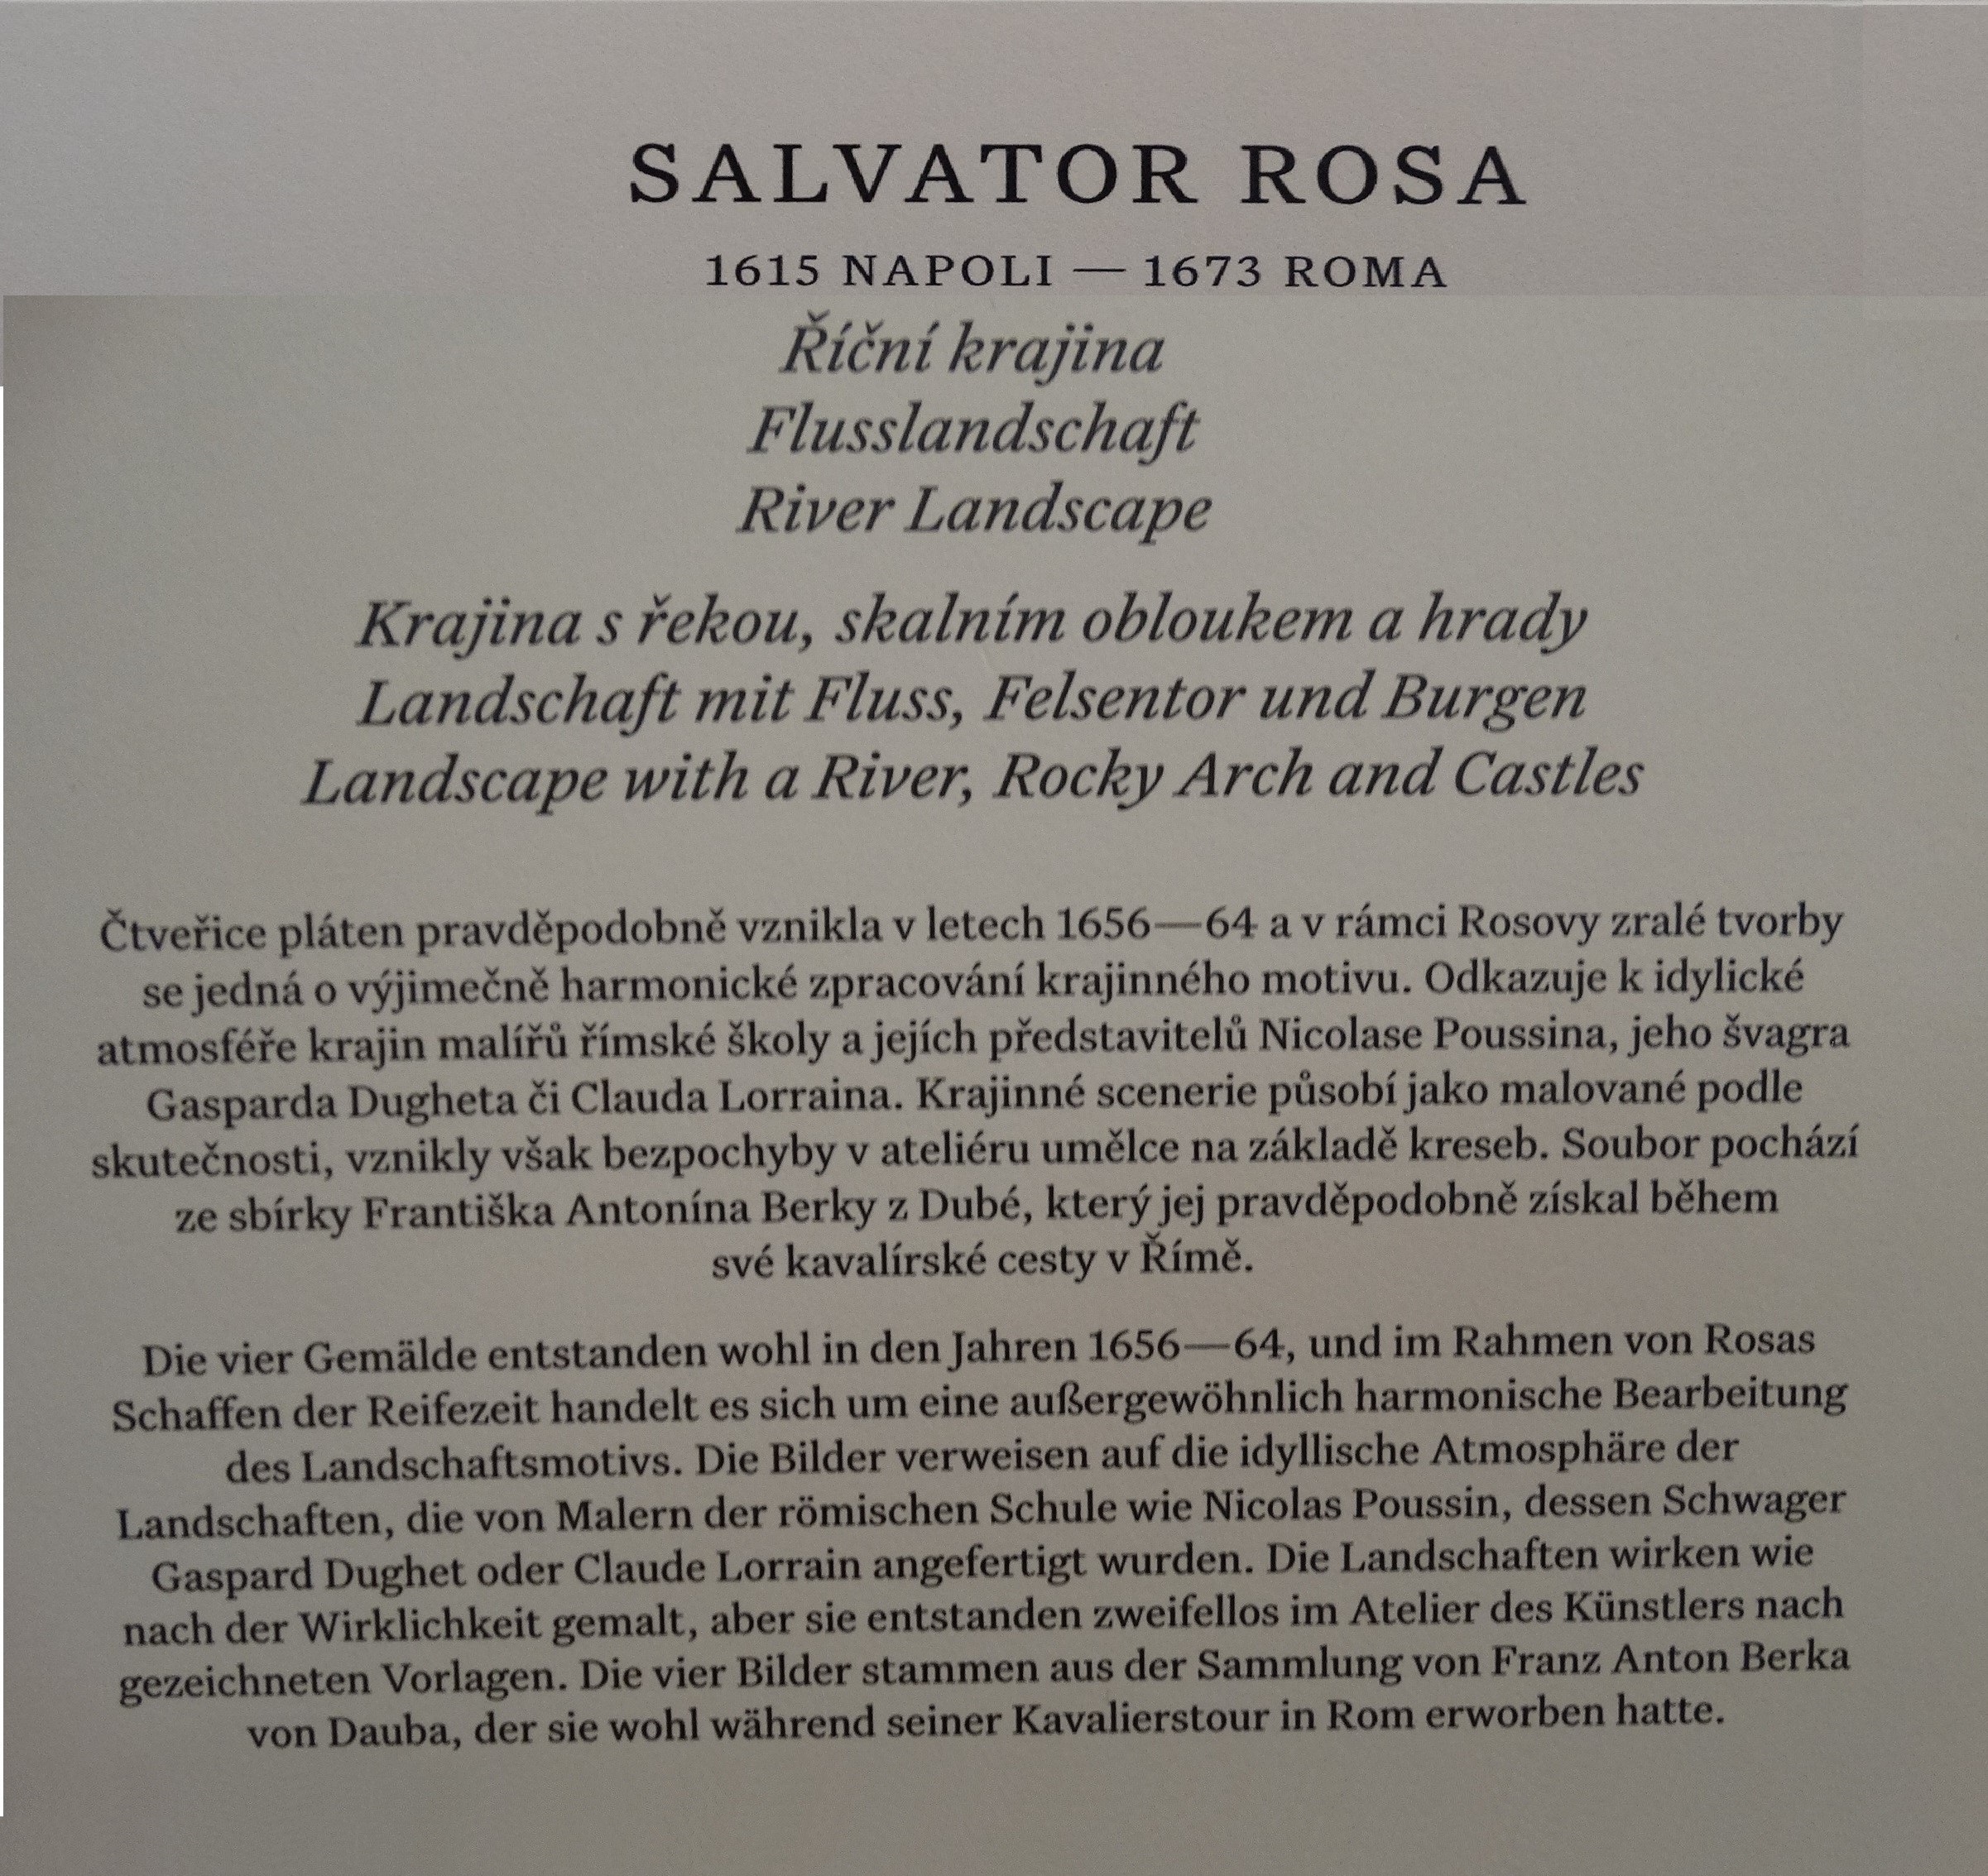 SALVATOR ROSA
1615 NAPOLI — 1673 ROMA
Říční krajina
Flusslandschaft
River Landscape
Krajina s řekou, skalním obloukem a hrady
Landschaft mit Fluss, Felsentor und Burgen
Landscape with a River, Rocky Arch and Castles
Čtveřice pláten pravděpodobně vznikla v letech 1656—64 a v rámci Rosovy zralé tvorby
se jedná o výjimečně harmonické zpracování krajinného motivu. Odkazuje k idylické
atmosféře krajin malířů římské školy a jejích představitelů Nicolase Poussina, jeho švagra
Gasparda Dugheta či Clauda Lorraina. Krajinné scenerie působí jako malované podle
skutečnosti, vznikly však bezpochyby v ateliéru umělce na základě kreseb. Soubor pochází
ze sbírky Františka Antonína Berky z Dubé, který jej pravděpodobně získal během
své kavalírské cesty v Římě.
Die vier Gemälde entstanden wohl in den Jahren 1656—64, und im Rahmen von Rosas
Schaffen der Reifezeit handelt es sich um eine außergewöhnlich harmonische Bearbeitung
des Landschaftsmotivs. Die Bilder verweisen auf die idyllische Atmosphäre der
Landschaften, die von Malern der römischen Schule wie Nicolas Poussin, dessen Schwager
Gaspard Dughet oder Claude Lorrain angefertigt wurden. Die Landschaften wirken wie
nach der Wirklichkeit gemalt, aber sie entstanden zweifellos im Atelier des Künstlers nach
gezeichneten Vorlagen. Die vier Bilder stammen aus der Sammlung von Franz Anton Berka
von Dauba, der sie wohl während seiner Kavalierstour in Rom erworben hatte.